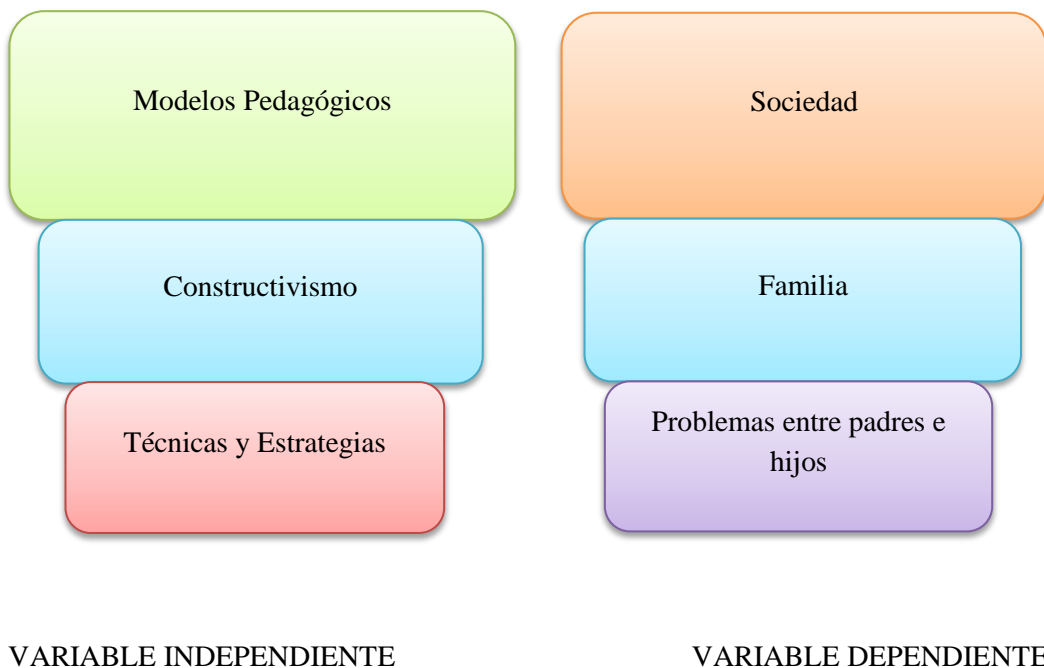 Modelos Pedagógicos
Constructivismo
Técnicas y Estrategias
Sociedad
Familia
Problemas entre padres e
hijos
VARIABLE INDEPENDIENTE
VARIABLE DEPENDIENTE